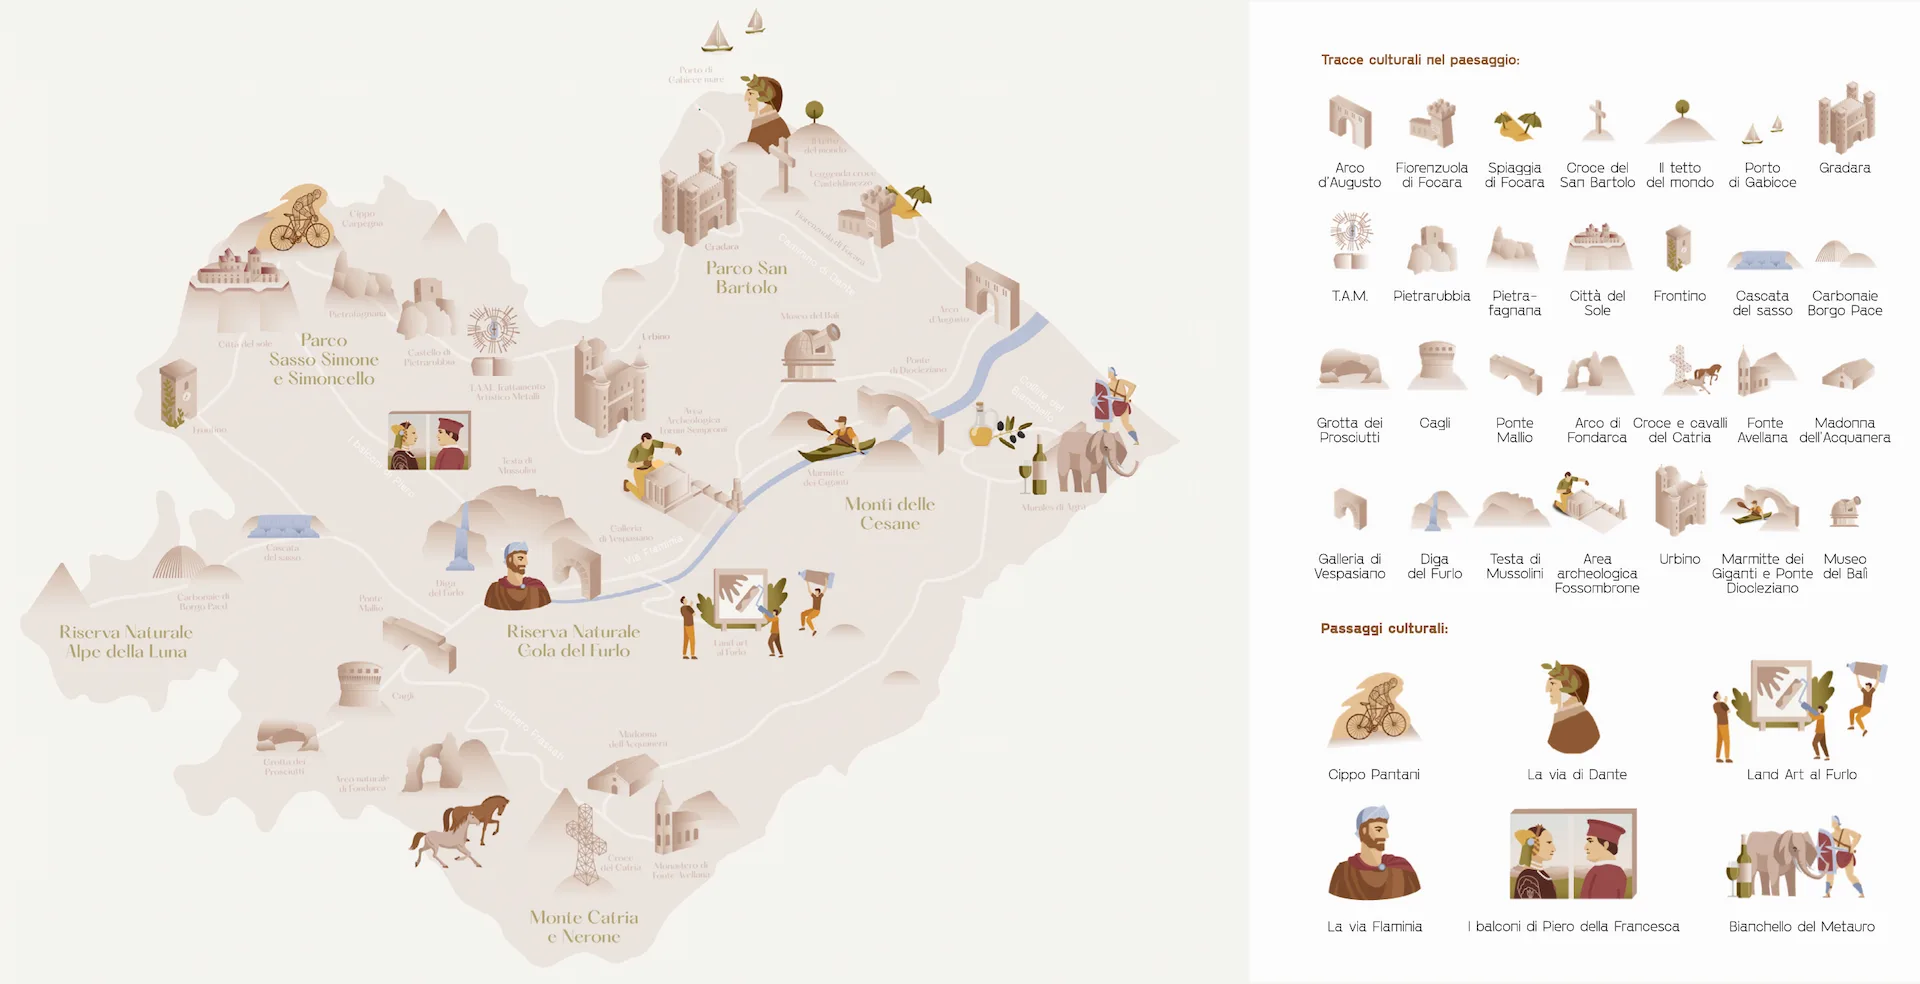 Porto di
Gabicce mare
Il tetto
del mondo
Leggenda croce
Casteldimezzo
Fiorenzuola di Focara
Cammino di Dante
Gradara
Parco San
Bartolo
Cippo
Carpegna
Pietrafagnana
Città del sole
Parco
Sasso Simone
e Simoncello
Castello di
Pietrarubbia
T.A.M. Trattamento
Artistico Metalli
Urbino
Museo del Balì
Arco
d'Augusto
Ponte
di Diocleziano
Colline del
Bianchello
Frontino
I balconi di Piero
Testa di
Mussolini
Area
Archeologica
Forum Sempronii
Marmitte
dei Giganti
Monti delle
Cesane
Murales di Agra
Cascata
del sasso
Galleria
di Vespasiano
Via Flaminia
Diga
del Furlo
Carbonaie di
Borgo Pace
Ponte
Mallio
Riserva Naturale
Alpe della Luna
Riserva Naturale
Gola del Furlo
Land art
al Furlo
Cagli
Sentiero Frassati
Grotta dei
Prosciutti
Arco naturale
di Fondarca
Madonna
dell'Acquanera
Croce
del Catria
Monastero di
Fonte Avellana
Monte Catria
e Nerone
Tracce culturali nel paesaggio:
Arco
d'Augusto
Fiorenzuola
di Focara
Spiaggia
di Focara
Croce del
San Bartolo
Il tetto
del mondo
Porto
di Gabicce
Gradara
T.A.M.
Pietrarubbia
Pietra-
fagnana
Città del
Sole
Frontino
Cascata
del sasso
Carbonaie
Borgo Pace
Grotta dei
Prosciutti
Cagli
Ponte
Mallio
Arco di
Fondarca
Croce e cavalli
del Catria
Fonte
Avellana
Madonna
dell'Acquanera
Galleria di
Vespasiano
Diga
del Furlo
Testa di
Mussolini
Area
archeologica
Fossombrone
Urbino
Marmitte dei
Giganti e Ponte
Diocleziano
Museo
del Balì
Passaggi culturali:
Cippo Pantani
La via di Dante
Land Art al Furlo
La via Flaminia
I balconi di Piero della Francesca
Bianchello del Metauro